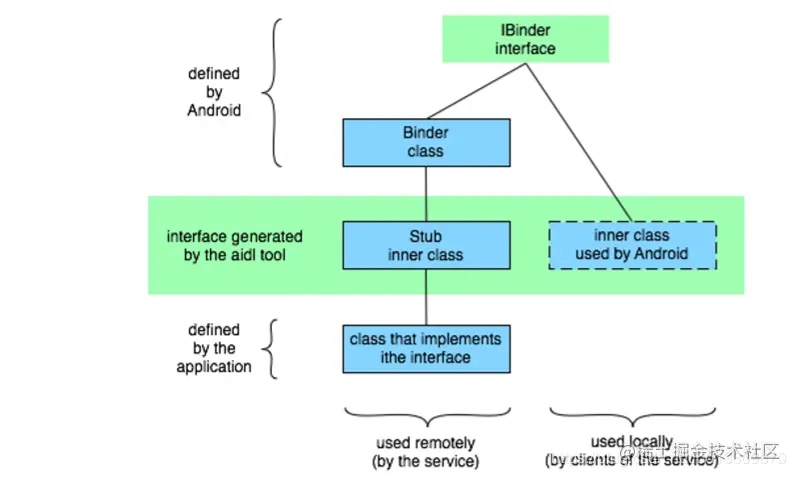 IBinder
interface
defined
by
Android
Binder
class
interface generated
by the aidl tool
Stub
inner class
inner class
used by Android
defined
by the
application
class that implements
ithe interface
used remotely
(by the service)
used locally
(by clients of the service)
@稀土掘金技术社区